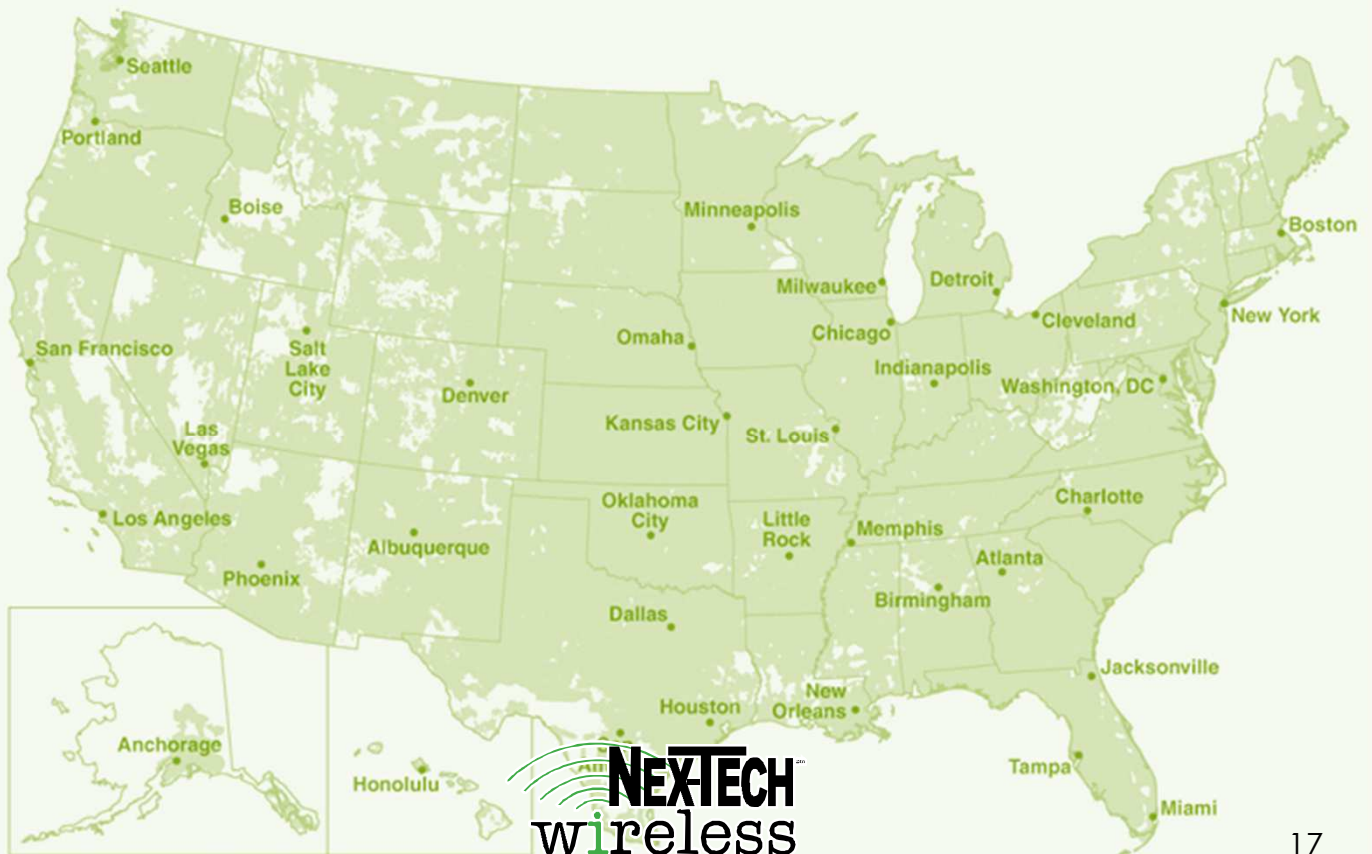 Seattle
Portland
Boise
Minneapolis
Boston
Milwaukee
Detroit
New York
Cleveland
Chicago
Omaha
San Francisco
Salt
Lake
City
Indianapolis
Washington, DC
Denver
Kansas City
St. Louis
Las
Vegas
Charlotte
Oklahoma
City
Little
Rock
Memphis
Los Angeles
Albuquerque
Atlanta
Phoenix
Birmingham
Dallas
Jacksonville
New
Orleans
Houston
Anchorage
Honolulu
Tampa
Miami
NEX-TECH
wireless
17